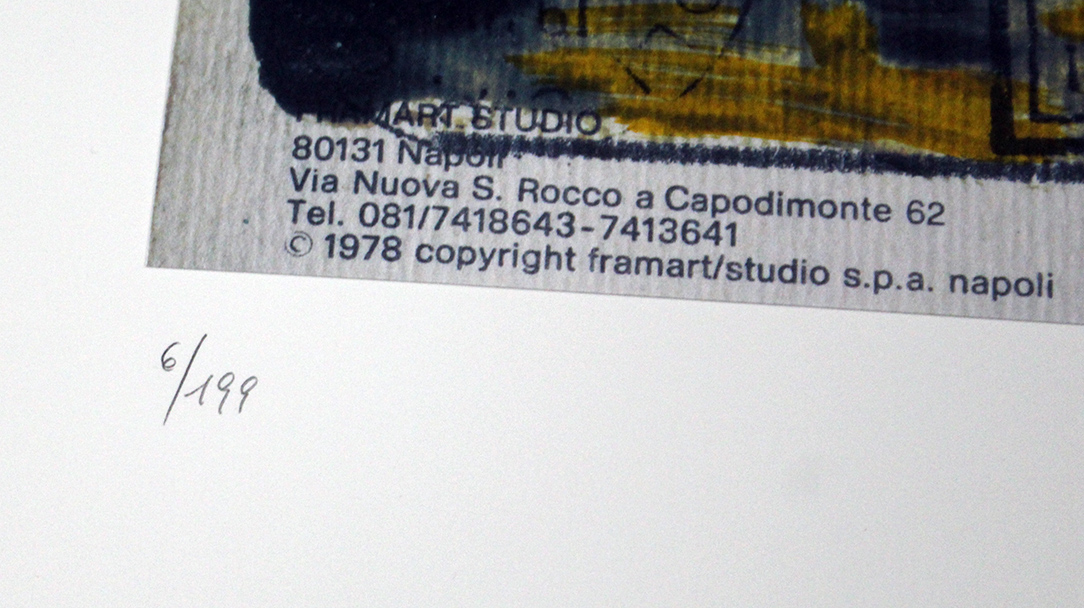 FRAMART STUDIO
80131 Napoli
Via Nuova S. Rocco a Capodimonte 62
Tel. 081/7418643-7413641
© 1978 copyright framart/studio s.p.a. napoli
6/199